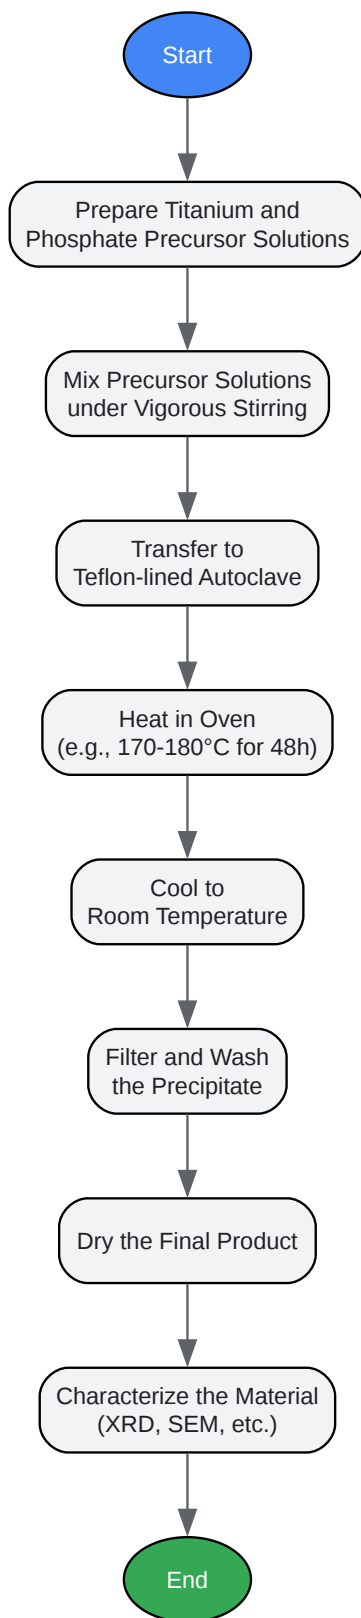 Start
Prepare Titanium and
Phosphate Precursor Solutions
Mix Precursor Solutions
under Vigorous Stirring
Transfer to
Teflon-lined Autoclave
Heat in Oven
(e.g., 170-180°C for 48h)
Cool to
Room Temperature
Filter and Wash
the Precipitate
Dry the Final Product
Characterize the Material
(XRD, SEM, etc.)
End